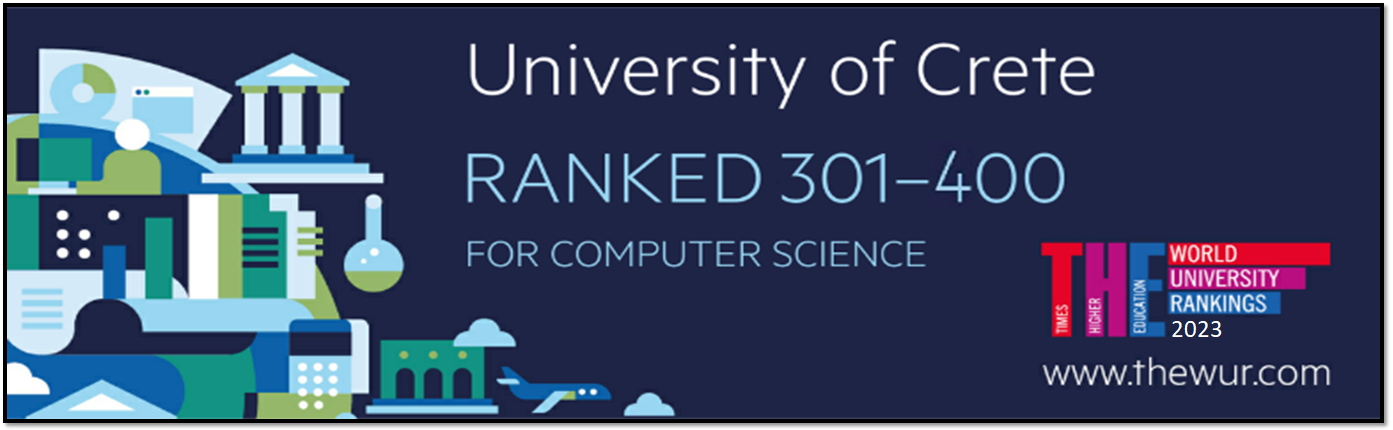 University of Crete
RANKED 301–400
FOR COMPUTER SCIENCE
THE
TIMES
HIGHER
EDUCATION
WORLD
UNIVERSITY
RANKINGS
2023
www.thewur.com